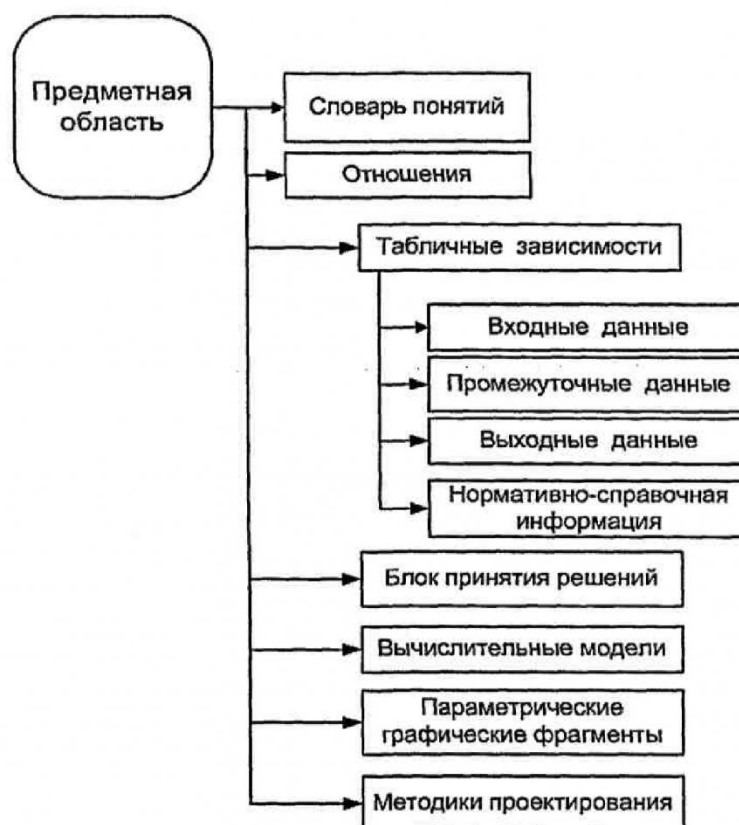 Предметная
область
Словарь понятий
Отношения
Табличные зависимости
Входные данные
Промежуточные данные
Выходные данные
Нормативно-справочная
информация
Блок принятия решений
Вычислительные модели
Параметрические
графические фрагменты
Методики проектирования